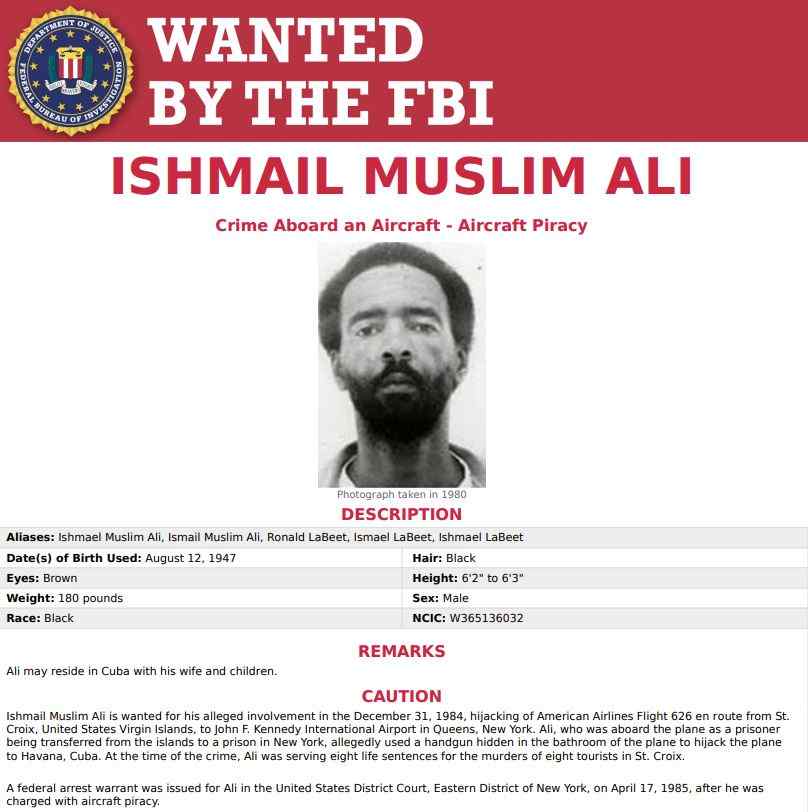 DEPARTMENT OF JUSTICE
FEDERAL BUREAU OF INVESTIGATION
WANTED
BY THE FBI
ISHMAIL MUSLIM ALI
Crime Aboard an Aircraft - Aircraft Piracy
Photograph taken in 1980
DESCRIPTION
Aliases: Ishmael Muslim Ali, Ismail Muslim Ali, Ronald LaBeet, Ismael LaBeet, Ishmael LaBeet
Date(s) of Birth Used: August 12, 1947
Hair: Black
Eyes: Brown
Height: 6'2" to 6'3"
Weight: 180 pounds
Sex: Male
Race: Black
NCIC: W365136032
REMARKS
Ali may reside in Cuba with his wife and children.
CAUTION
Ishmail Muslim Ali is wanted for his alleged involvement in the December 31, 1984, hijacking of American Airlines Flight 626 en route from St.
Croix, United States Virgin Islands, to John F. Kennedy International Airport in Queens, New York. Ali, who was aboard the plane as a prisoner
being transferred from the islands to a prison in New York, allegedly used a handgun hidden in the bathroom of the plane to hijack the plane
to Havana, Cuba. At the time of the crime, Ali was serving eight life sentences for the murders of eight tourists in St. Croix.
A federal arrest warrant was issued for Ali in the United States District Court, Eastern District of New York, on April 17, 1985, after he was
charged with aircraft piracy.